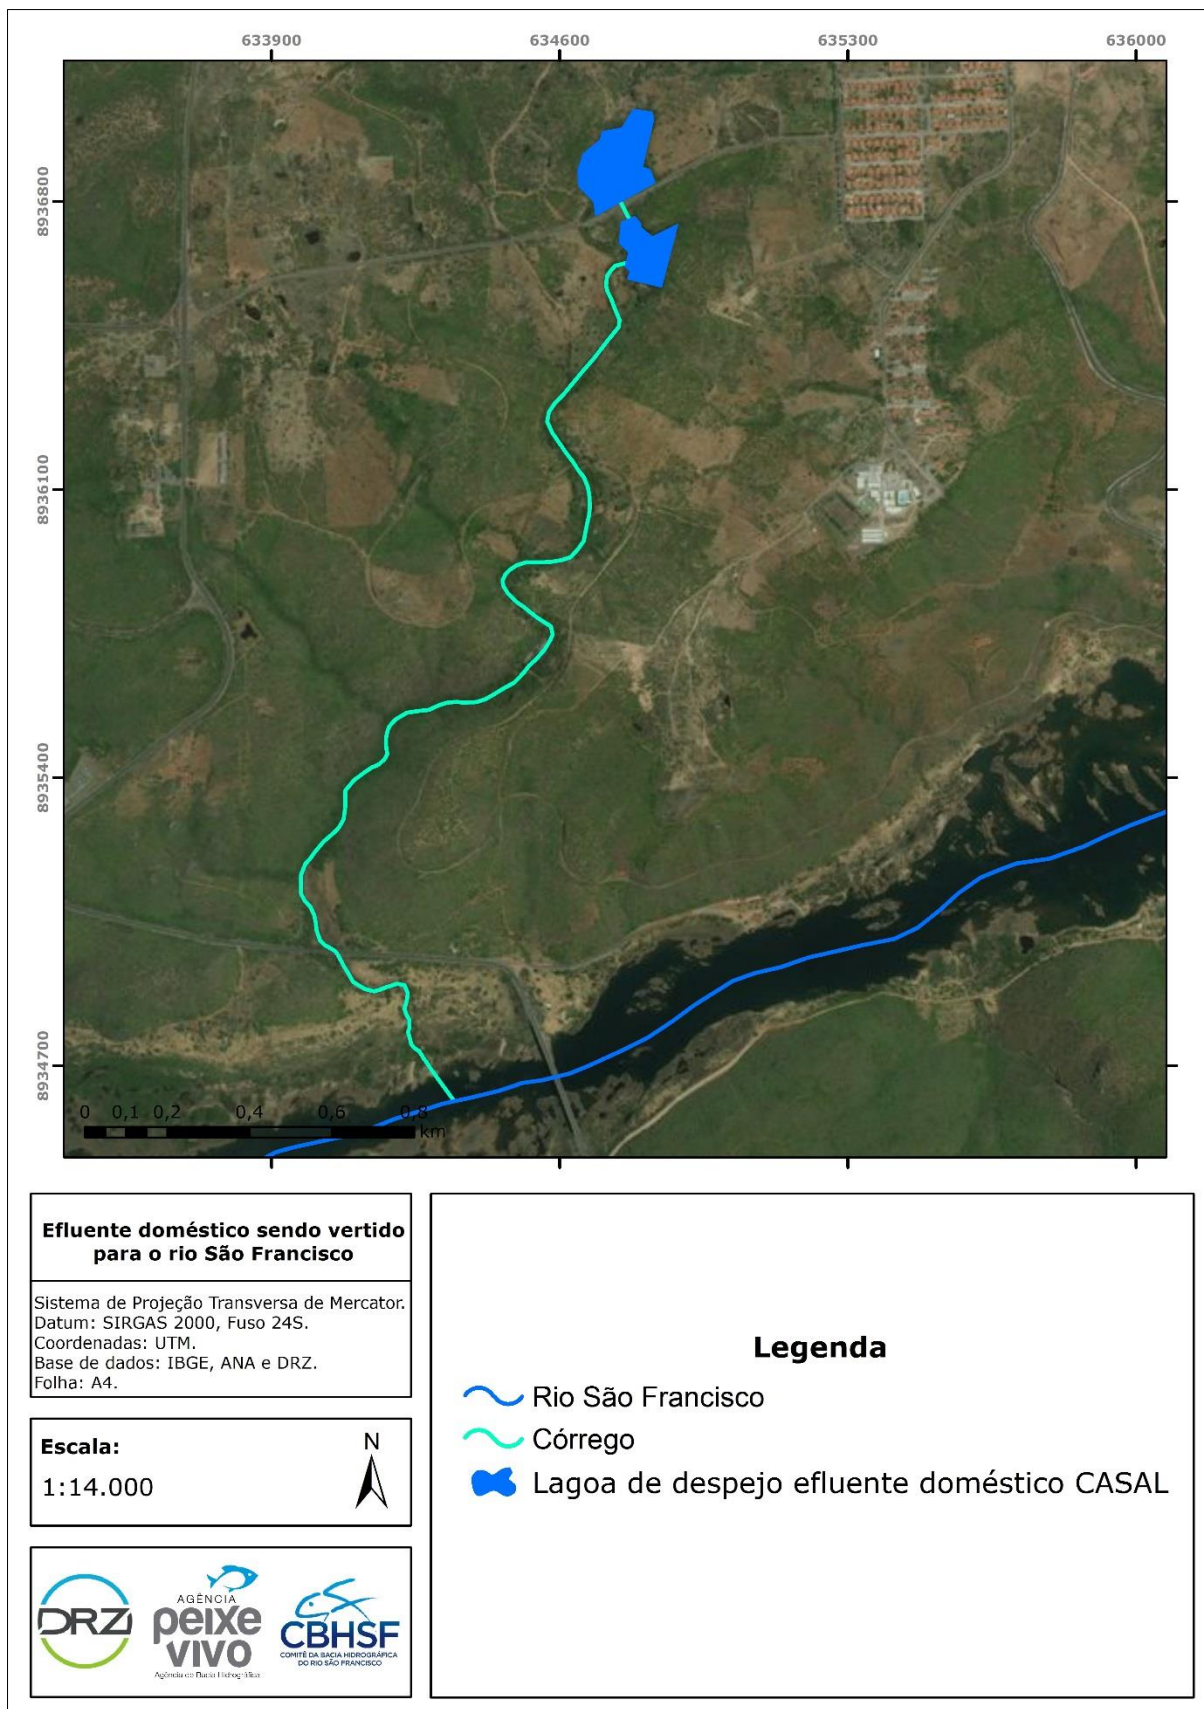 633900 634600 635300 636000
8936800
8936100
8935400
8934700
0 0,1 0,2 0,4 0,6 0,8
km
Efluente doméstico sendo vertido
para o rio São Francisco
Sistema de Projeção Transversa de Mercator.
Datum: SIRGAS 2000, Fuso 24S.
Coordenadas: UTM.
Base de dados: IBGE, ANA e DRZ.
Folha: A4.
Escala:
1:14.000
N
DRZ
AGÊNCIA
peixe
vivo
Agência de Bacia Hidrográfica
CBHSF
COMITÊ DA BACIA HIDROGRÁFICA
DO RIO SÃO FRANCISCO
Legenda
Rio São Francisco
Córrego
Lagoa de despejo efluente doméstico CASAL